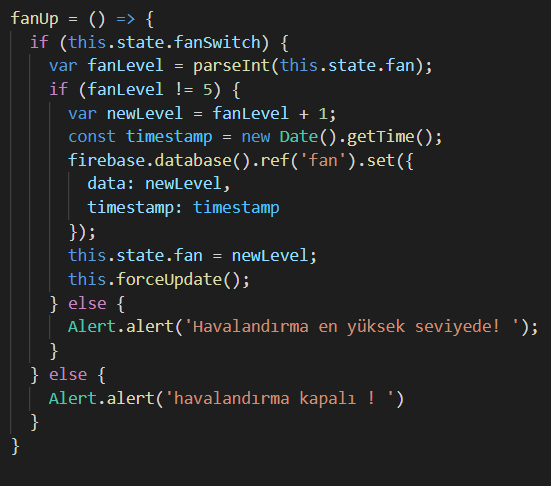 fanUp = () => {
if (this.state.fanSwitch) {
var fanLevel = parseInt(this.state.fan);
if (fanLevel != 5) {
var newLevel = fanLevel + 1;
const timestamp = new Date().getTime();
firebase.database().ref('fan').set({
data: newLevel,
timestamp: timestamp
});
this.state.fan = newLevel;
this.forceUpdate();
} else {
Alert.alert('Havalandırma en yüksek seviyede! ');
}
} else {
Alert.alert('havalandırma kapalı ! ')
}
}